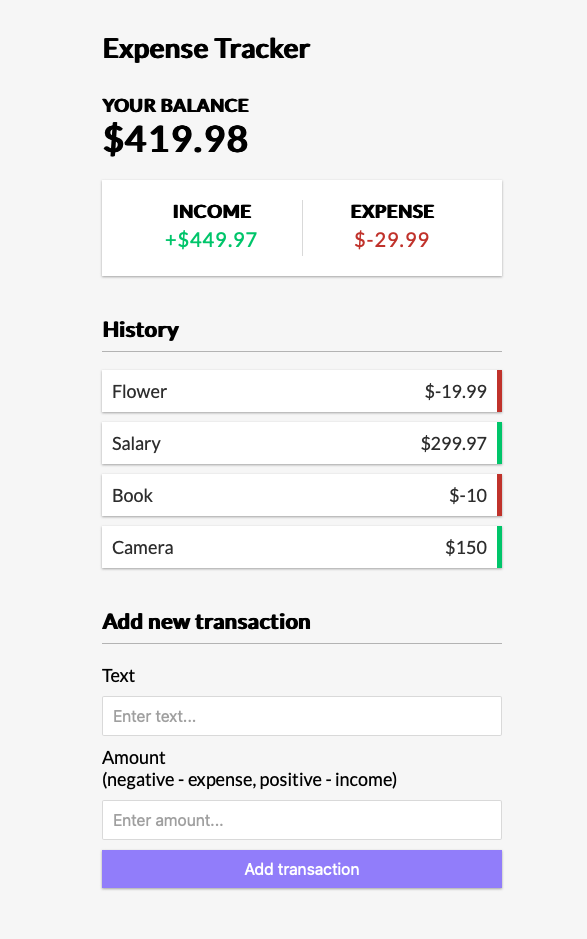 Expense Tracker
YOUR BALANCE
$419.98
INCOME EXPENSE
+$449.97 $-29.99
History
Flower $-19.99
Salary $299.97
Book $-10
Camera $150
Add new transaction
Text
Enter text...
Amount
(negative - expense, positive - income)
Enter amount...
Add transaction